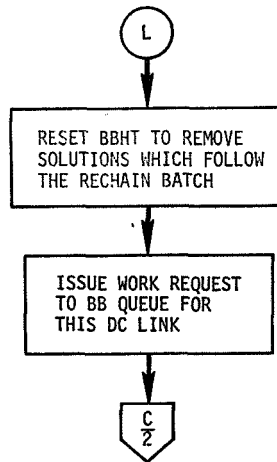 L
RESET BBHT TO REMOVE
SOLUTIONS WHICH FOLLOW
THE RECHAIN BATCH
ISSUE WORK REQUEST
TO BB QUEUE FOR
THIS DC LINK
C
2